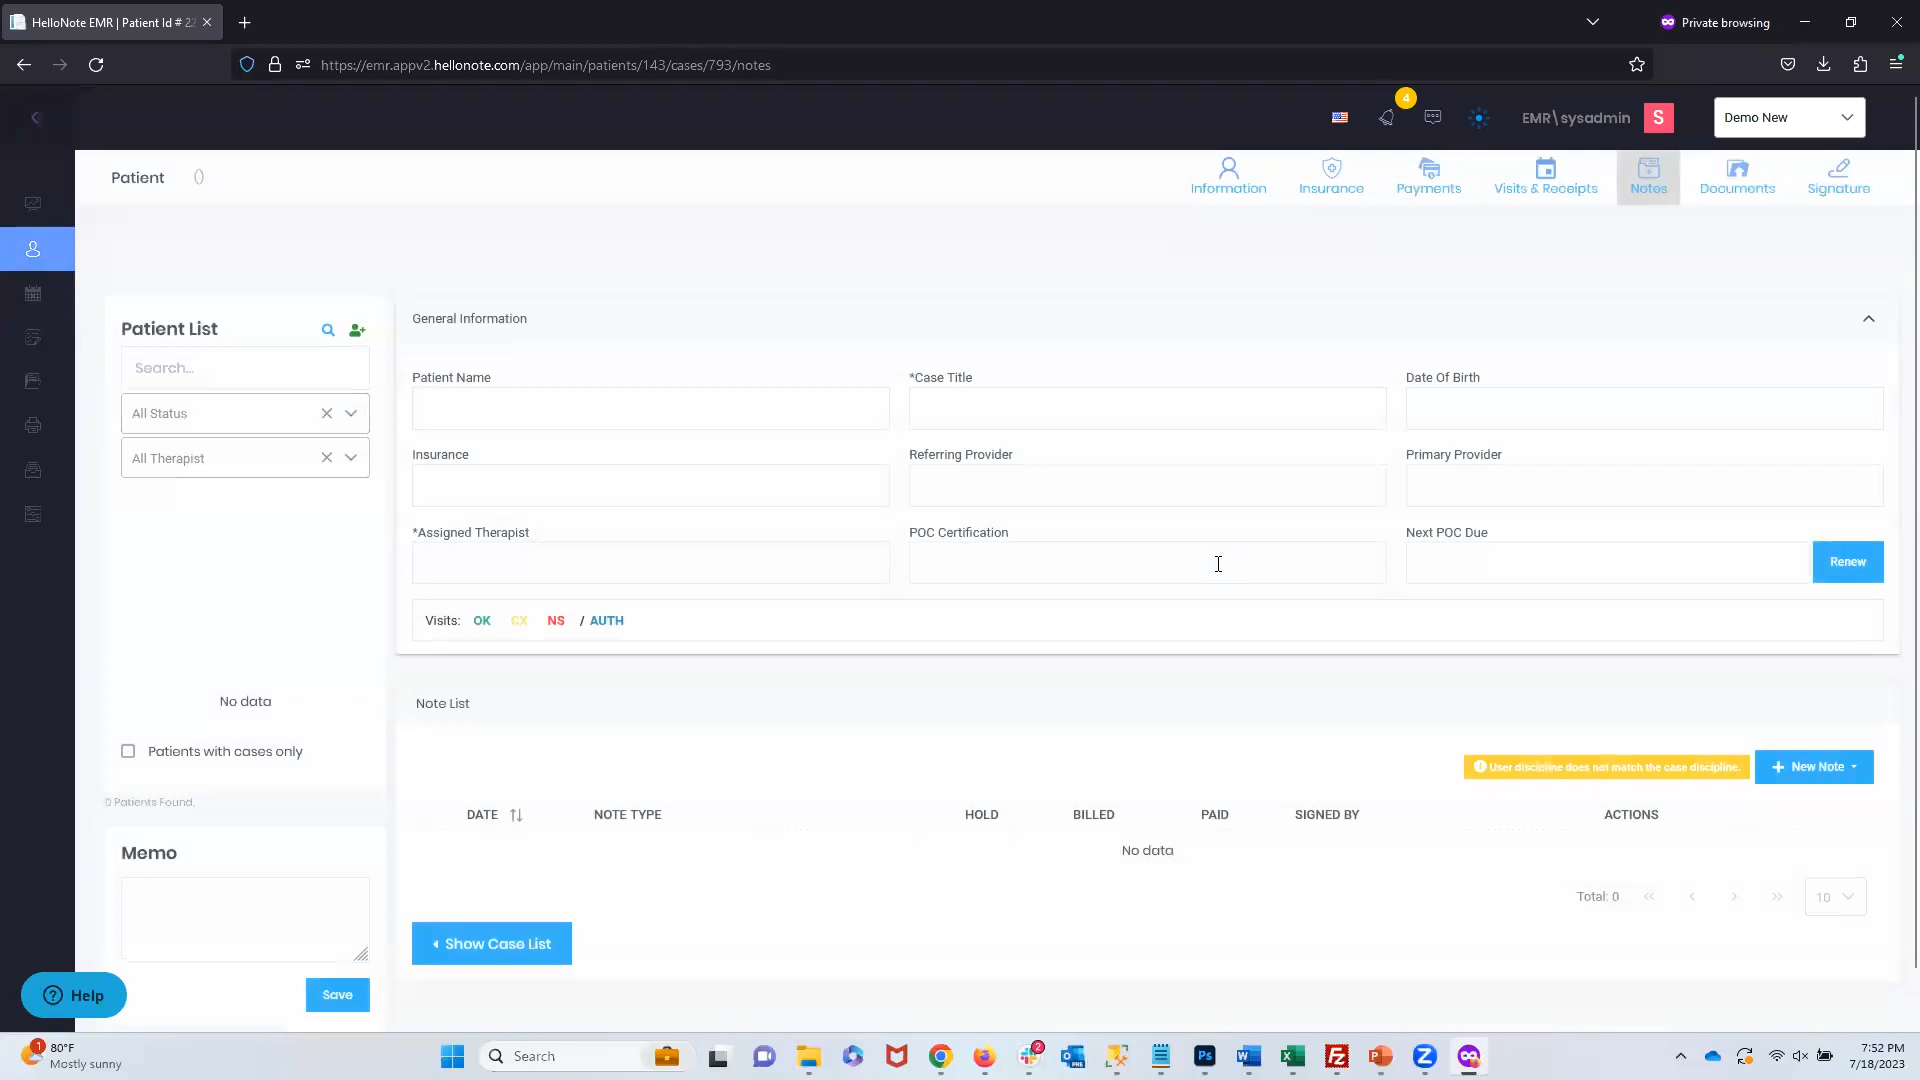 HelloNote EMR | Patient Id # 22
Private browsing
https://emr.appv2.hellonote.com/app/main/patients/143/cases/793/notes
4
EMR\sysadmin
S
Demo New
Patient ()
Information
Insurance
Payments
Visits & Receipts
Notes
Documents
Signature
Patient List
Search...
All Status
All Therapist
No data
Patients with cases only
0 Patients Found.
Memo
Save
Help
General Information
Patient Name
*Case Title
Date Of Birth
Insurance
Referring Provider
Primary Provider
*Assigned Therapist
POC Certification
Next POC Due
Renew
Visits: OK CX NS / AUTH
Note List
User discipline does not match the case discipline.
New Note
DATE NOTE TYPE HOLD BILLED PAID SIGNED BY ACTIONS
No data
Total: 0
10
Show Case List
1
80°F
Mostly sunny
Search
2
PRE
Ps
W
X
Fz
P
Z
7:52 PM
7/18/2023